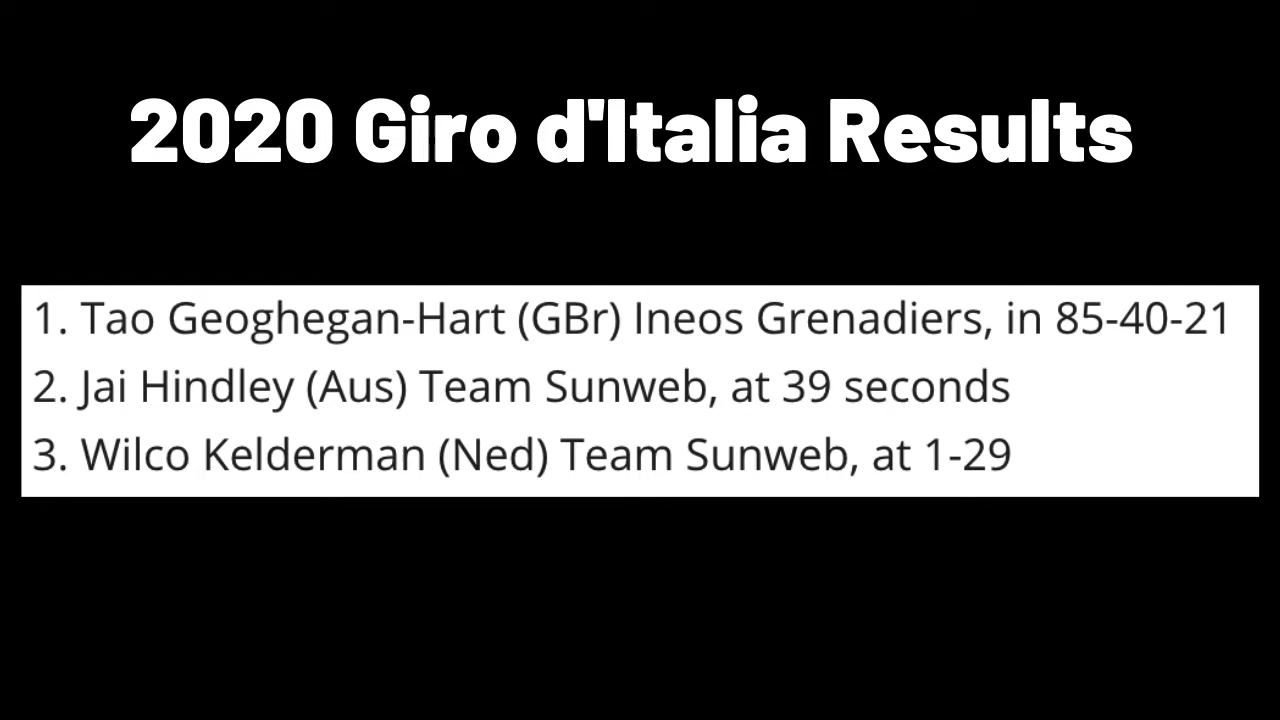 2020 Giro d'Italia Results
1. Tao Geoghegan-Hart (GBr) Ineos Grenadiers, in 85-40-21
2. Jai Hindley (Aus) Team Sunweb, at 39 seconds
3. Wilco Kelderman (Ned) Team Sunweb, at 1-29